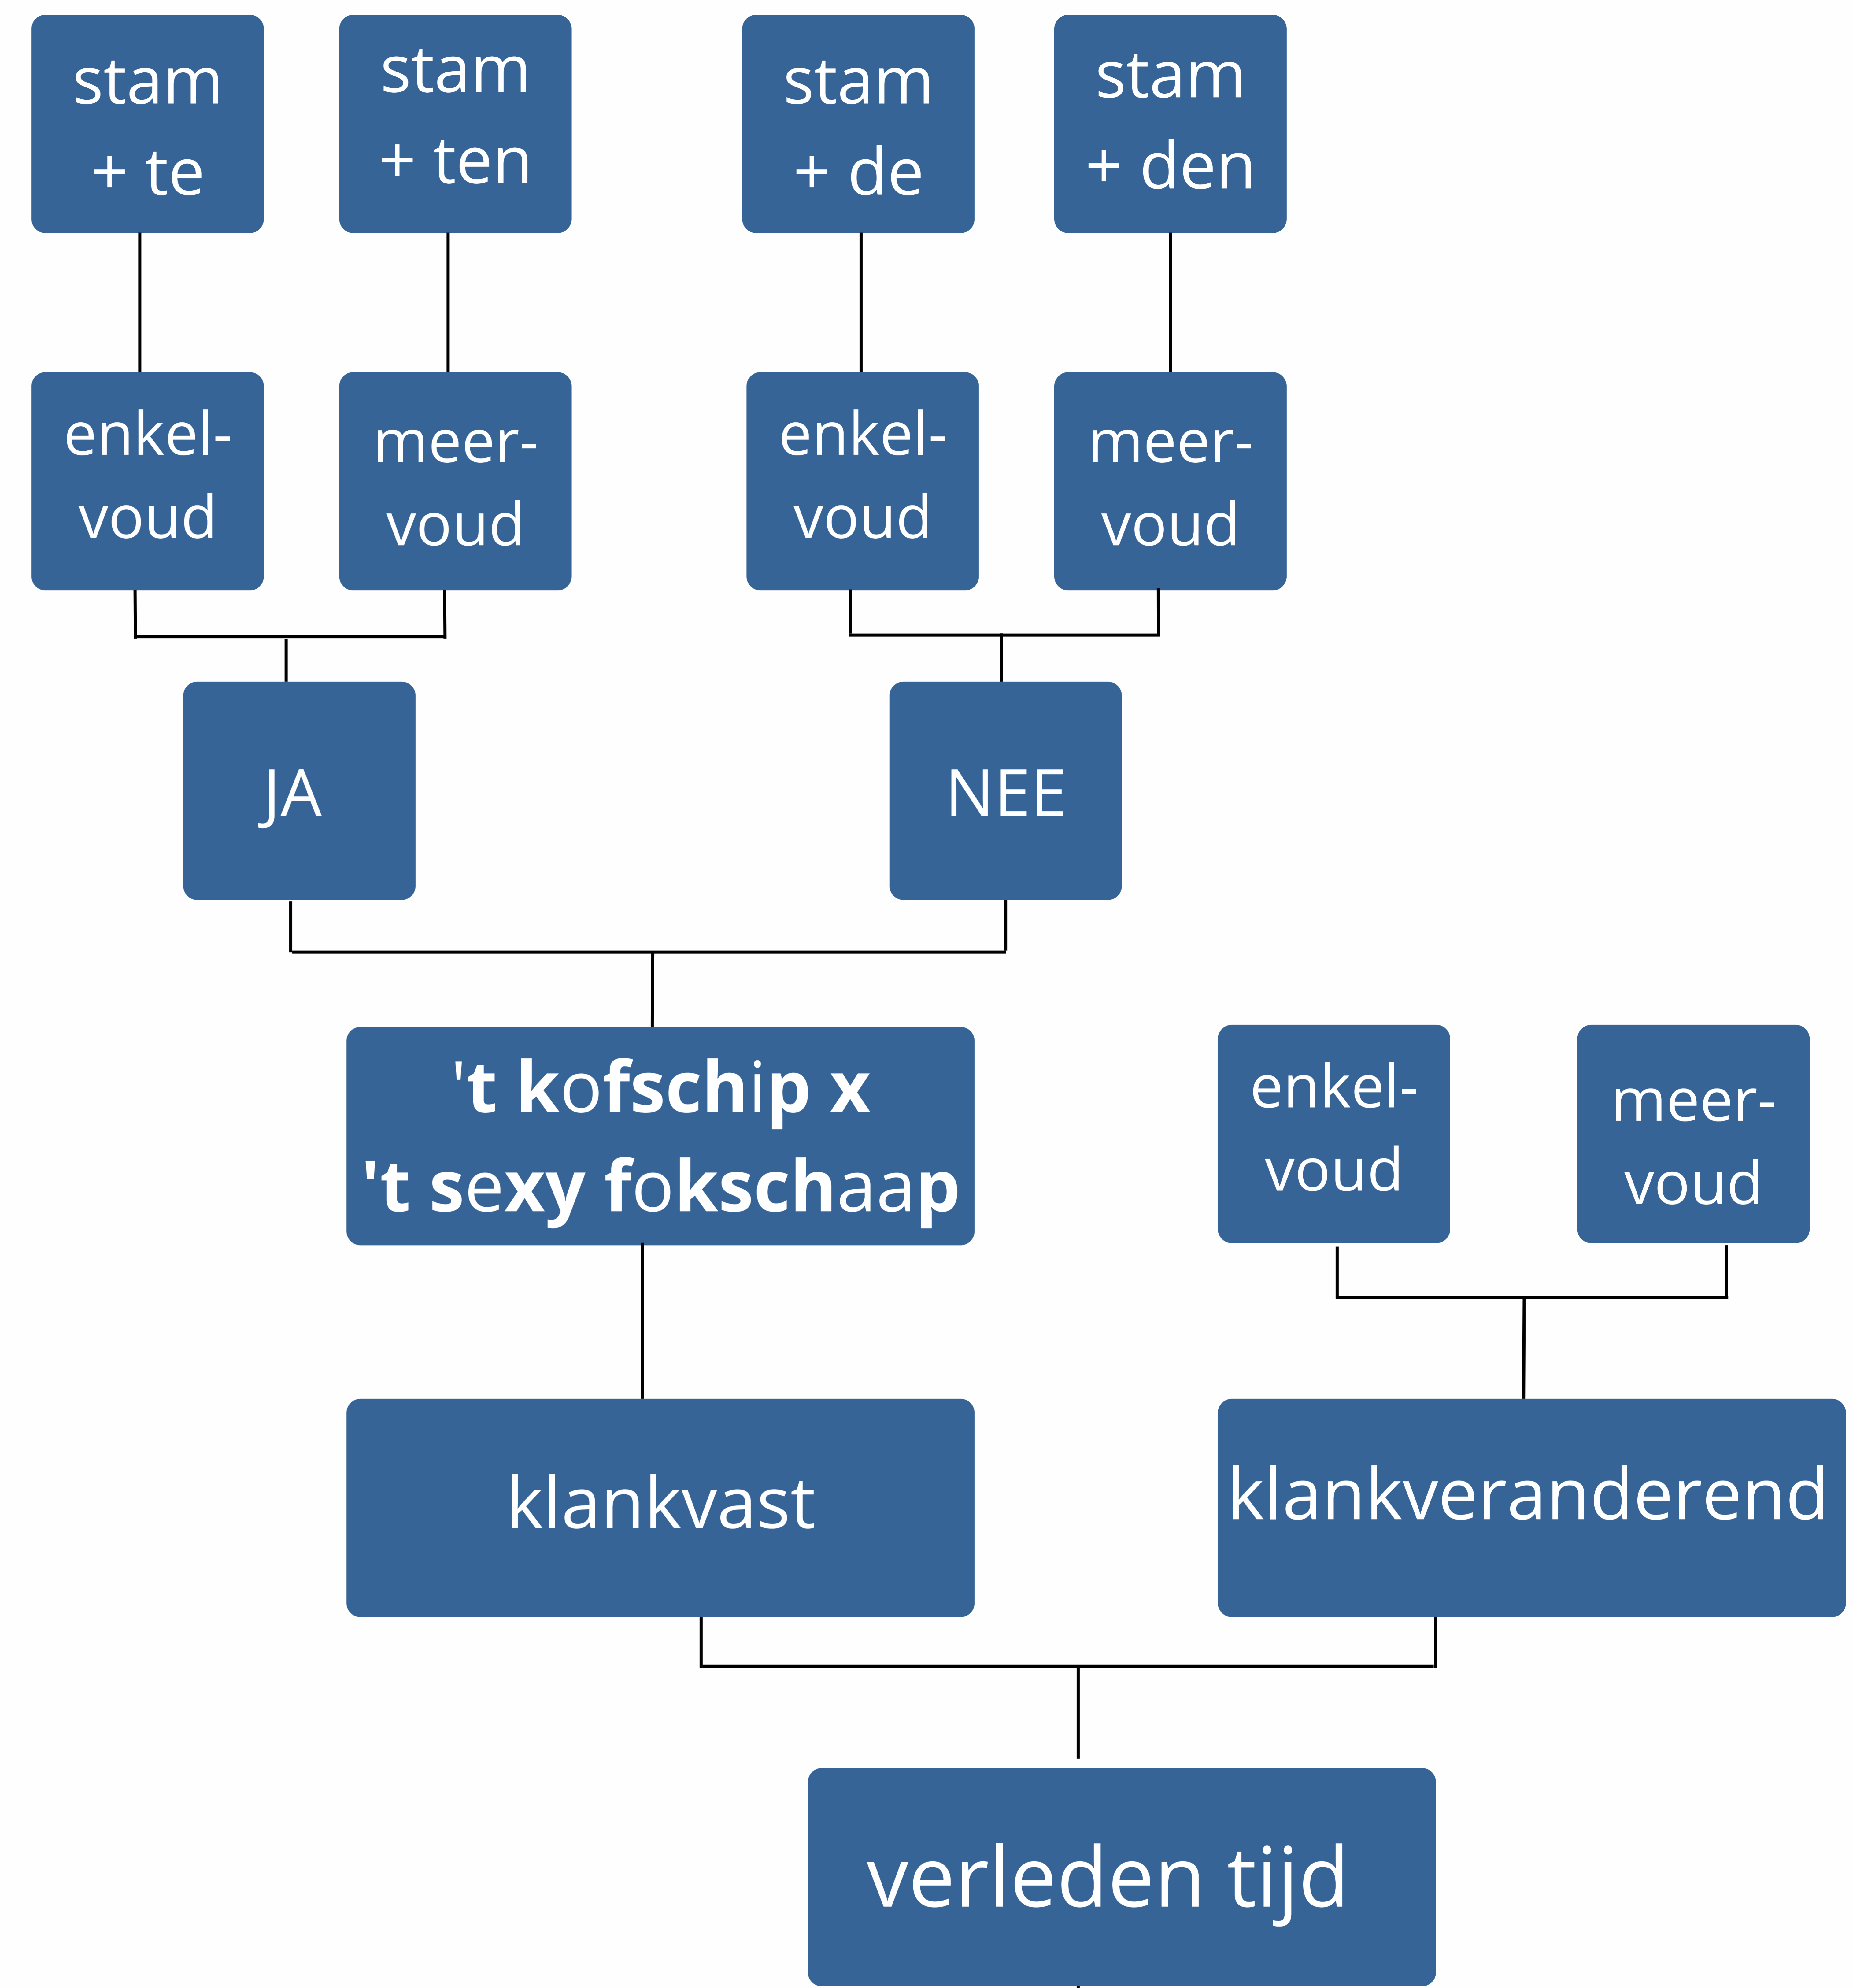 stam
+ te
stam
+ ten
stam
+ de
stam
+ den
enkel-
voud
meer-
voud
enkel-
voud
meer-
voud
JA
NEE
't kofschip x
't sexy fokschaap
enkel-
voud
meer-
voud
klankvast
klankveranderend
verleden tijd